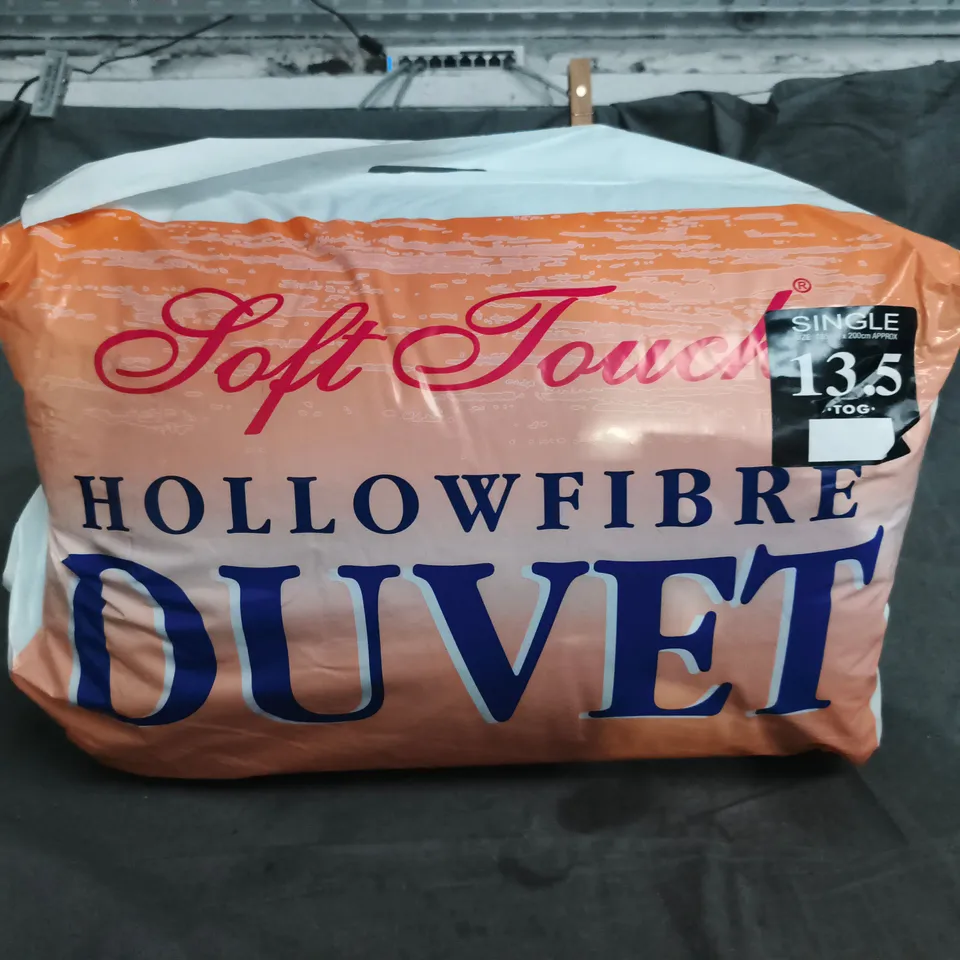 Soft Touch®
SINGLE
x 200cm APPROX
13.5
·TOG·
HOLLOWFIBRE
DUVET